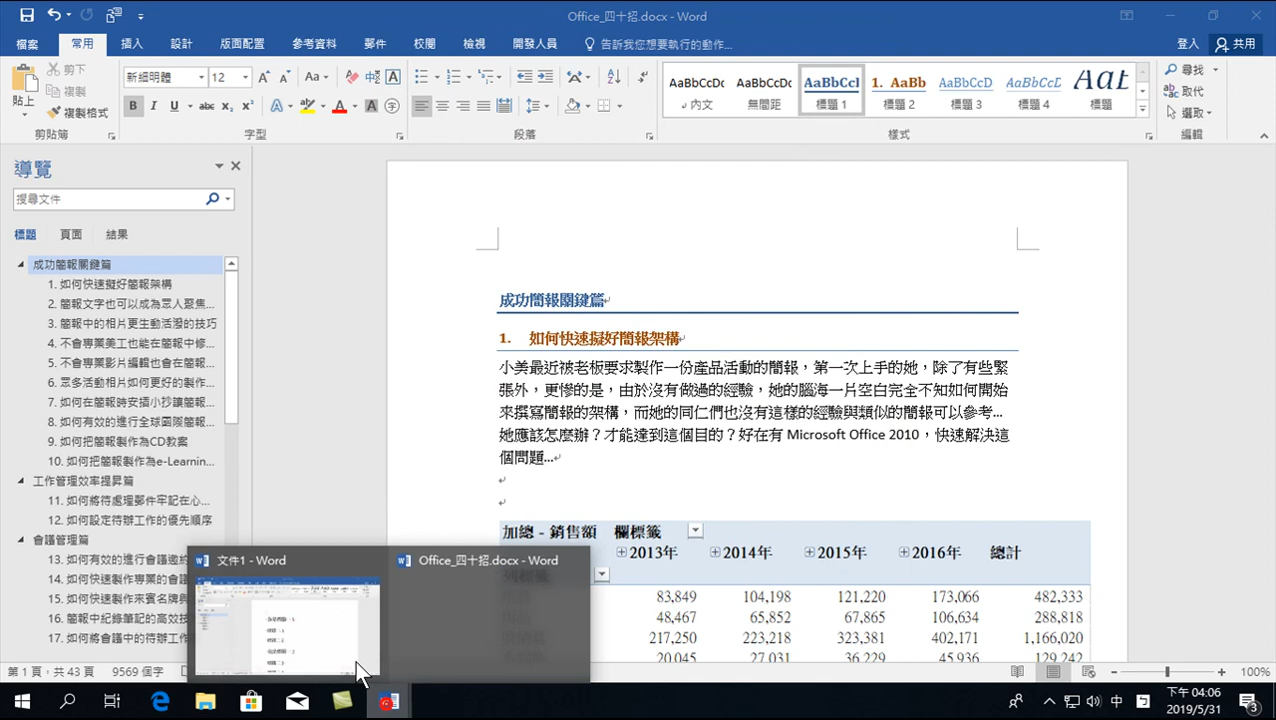 Office_四十招.docx - Word
檔案 常用 插入 設計 版面配置 參考資料 郵件 校閱 檢視 開發人員 告訴我您想要執行的動作... 登入 共用
貼上 剪下 複製 複製格式
新細明體 12
AaBbCcDc AaBbCcDc AaBbCcl 1. AaBb AaBbCcD AaBbCcD AaB
內文 無間距 標題 1 標題 2 標題 3 標題 4 標題
尋找 取代 選取
剪貼簿 字型 段落 樣式 編輯
導覽
搜尋文件
標題 頁面 結果
成功簡報關鍵篇
1. 如何快速擬好簡報架構
2. 簡報文字也可以成為眾人聚焦...
3. 簡報中的相片更生動活潑的技巧
4. 不會專業美工也能在簡報中修...
5. 不會專業影片編輯也會在簡報...
6. 眾多活動相片如何更好的製作...
7. 如何在簡報時安插小抄讓簡報...
8. 如何有效的進行全球團隊簡報...
9. 如何把簡報製作為CD教案
10. 如何把簡報製作為e-Learnin...
工作管理效率提昇篇
11. 如何將待處理郵件牢記在心...
12. 如何設定待辦工作的優先順序
會議管理篇
13. 如何有效的進行會議邀約
14. 如何快速製作專業的會議
15. 如何快速製作來賓名牌與
16. 簡報中紀錄筆記的高效技
17. 如何將會議中的待辦工作
成功簡報關鍵篇
1. 如何快速擬好簡報架構
小美最近被老板要求製作一份產品活動的簡報，第一次上手的她，除了有些緊
張外，更慘的是，由於沒有做過的經驗，她的腦海一片空白完全不知如何開始
來撰寫簡報的架構，而她的同仁們也沒有這樣的經驗與類似的簡報可以參考...
她應該怎麼辦？才能達到這個目的？好在有 Microsoft Office 2010，快速解決這
個問題...
加總 - 銷售額 欄標籤
2013年 2014年 2015年 2016年 總計
列標籤
83,849 104,198 121,220 173,066 482,333
48,467 65,852 67,865 106,634 288,818
217,250 223,218 323,381 402,171 1,166,020
20,045 27,031 36,229 45,936 129,242
文件1 - Word Office_四十招.docx - Word
第 1 頁，共 43 頁 9569 個字 100%
中 下午 04:06
2019/5/31
3